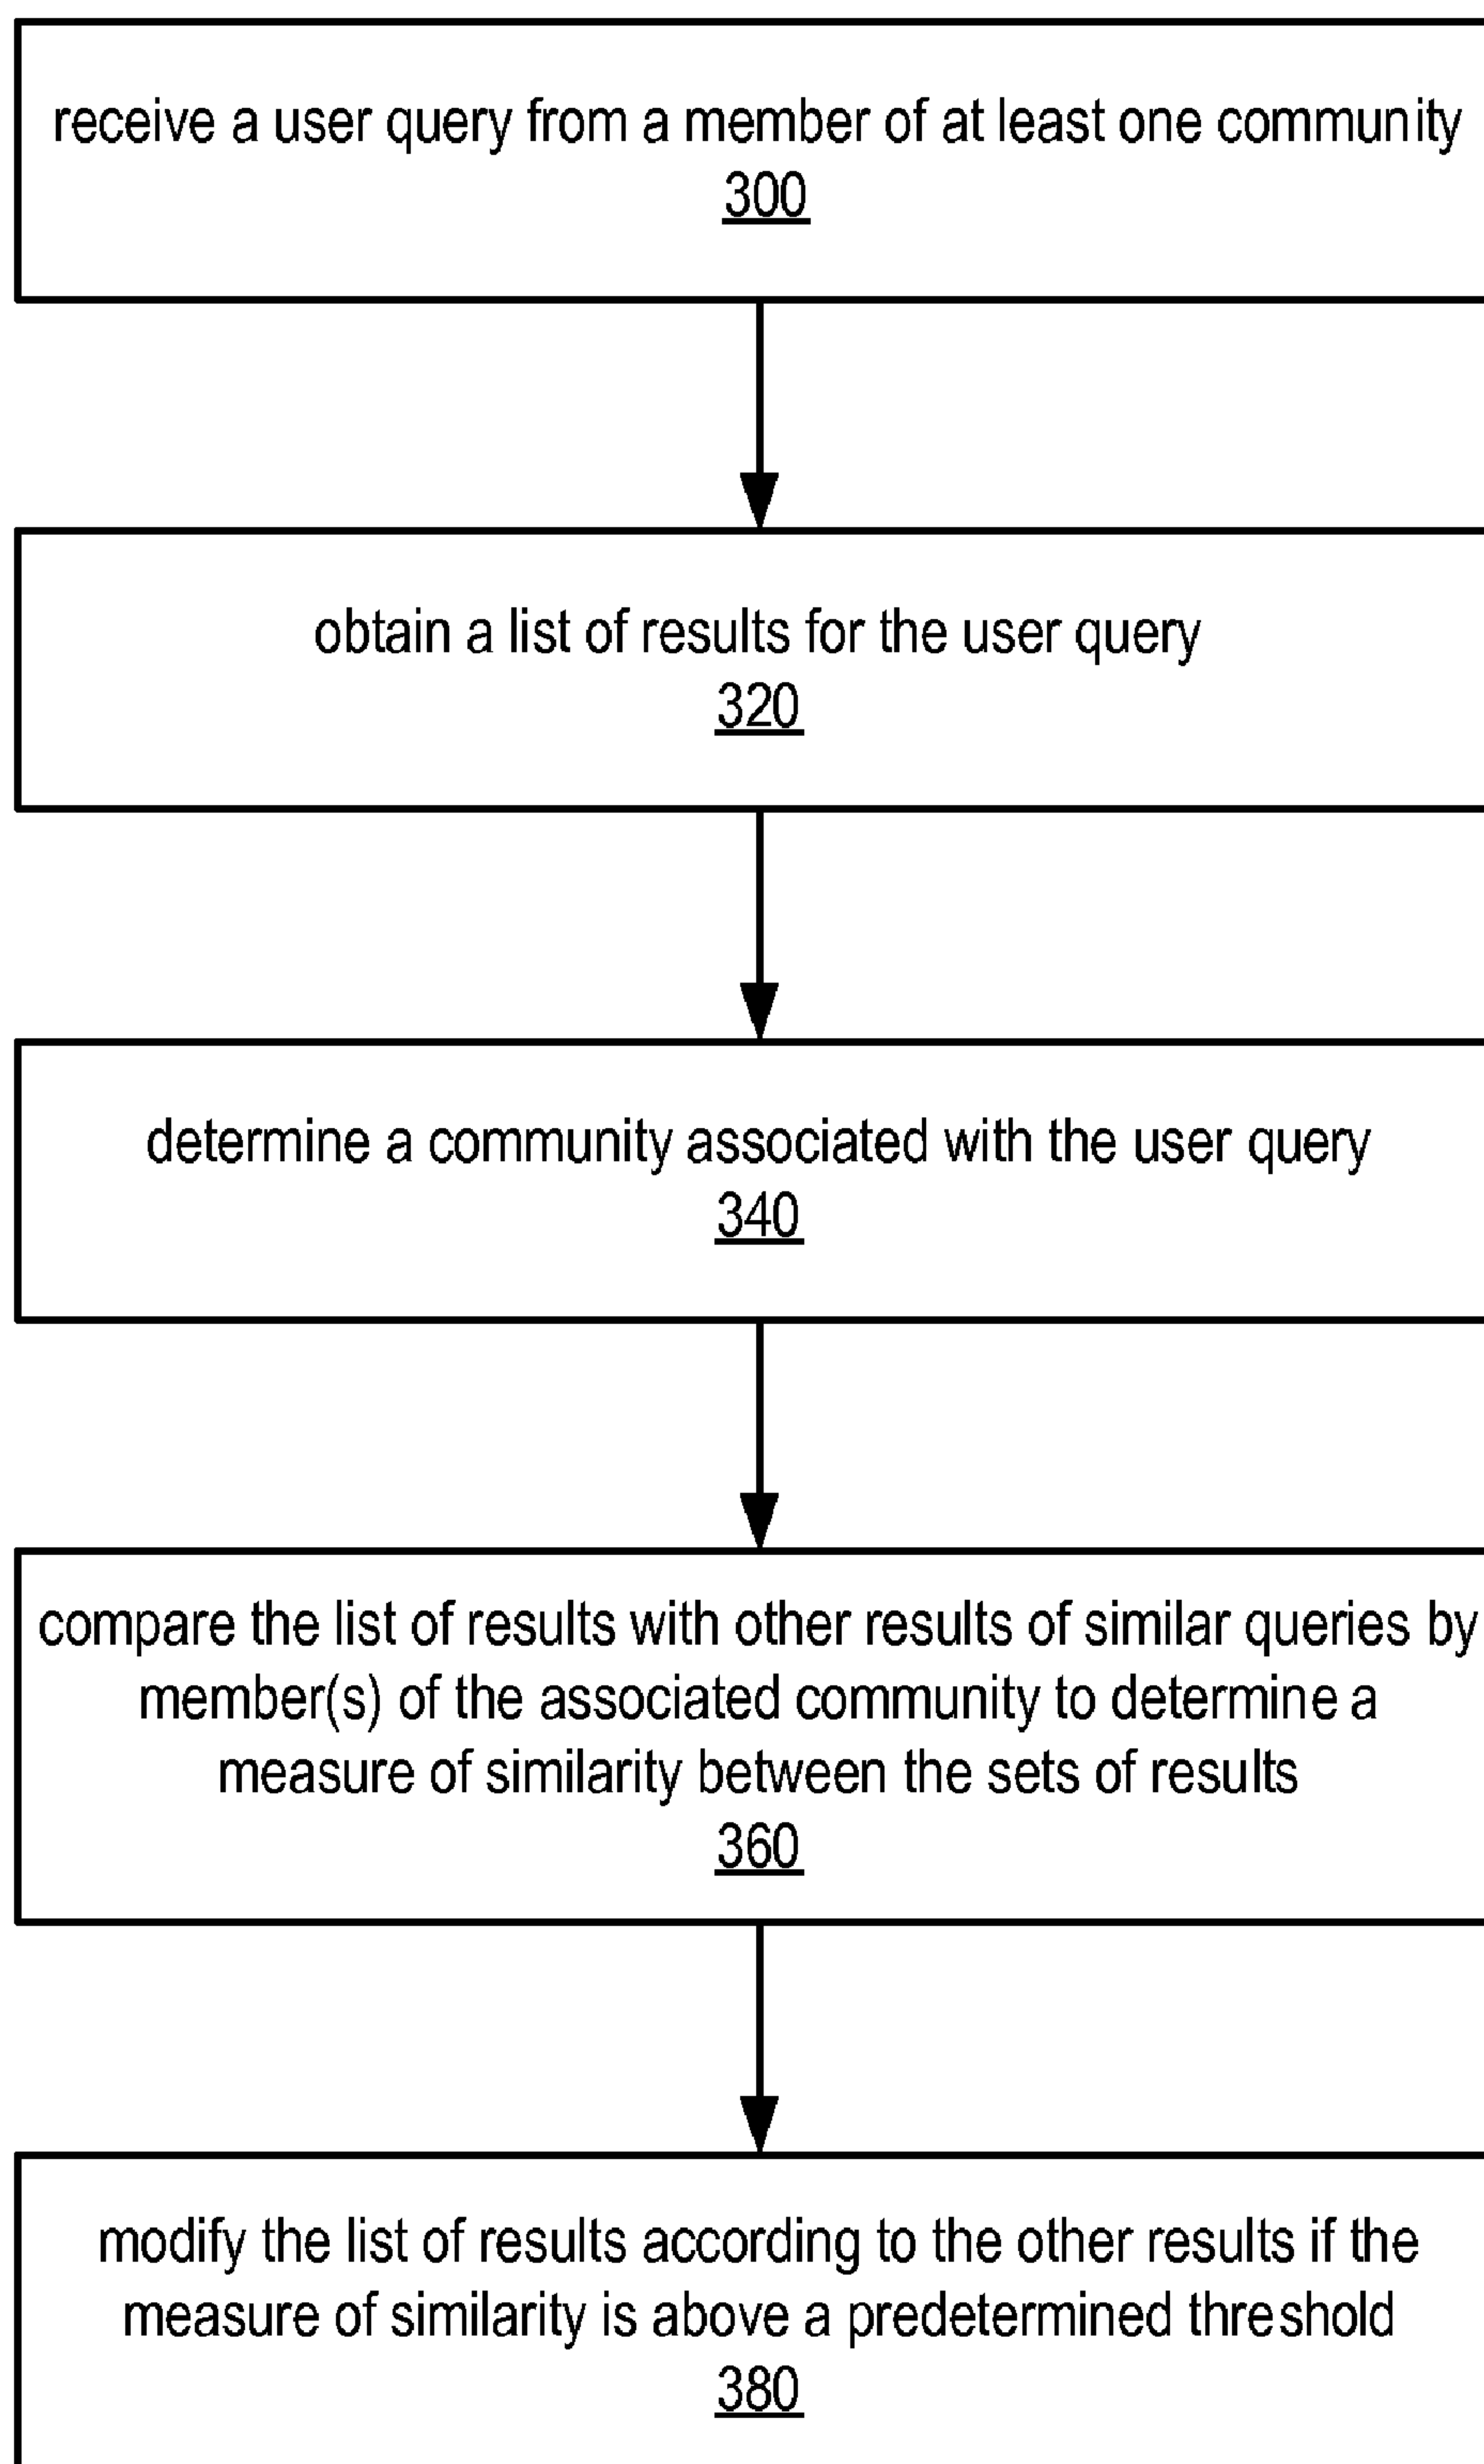 receive a user query from a member of at least one community
300
obtain a list of results for the user query
320
determine a community associated with the user query
340
compare the list of results with other results of similar queries by
member(s) of the associated community to determine a
measure of similarity between the sets of results
360
modify the list of results according to the other results if the
measure of similarity is above a predetermined threshold
380